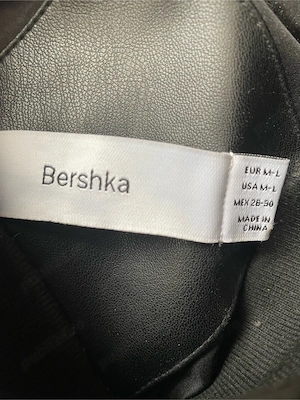 Bershka
EUR M-L
USA M-L
MEX 28-30
MADE IN
CHINA